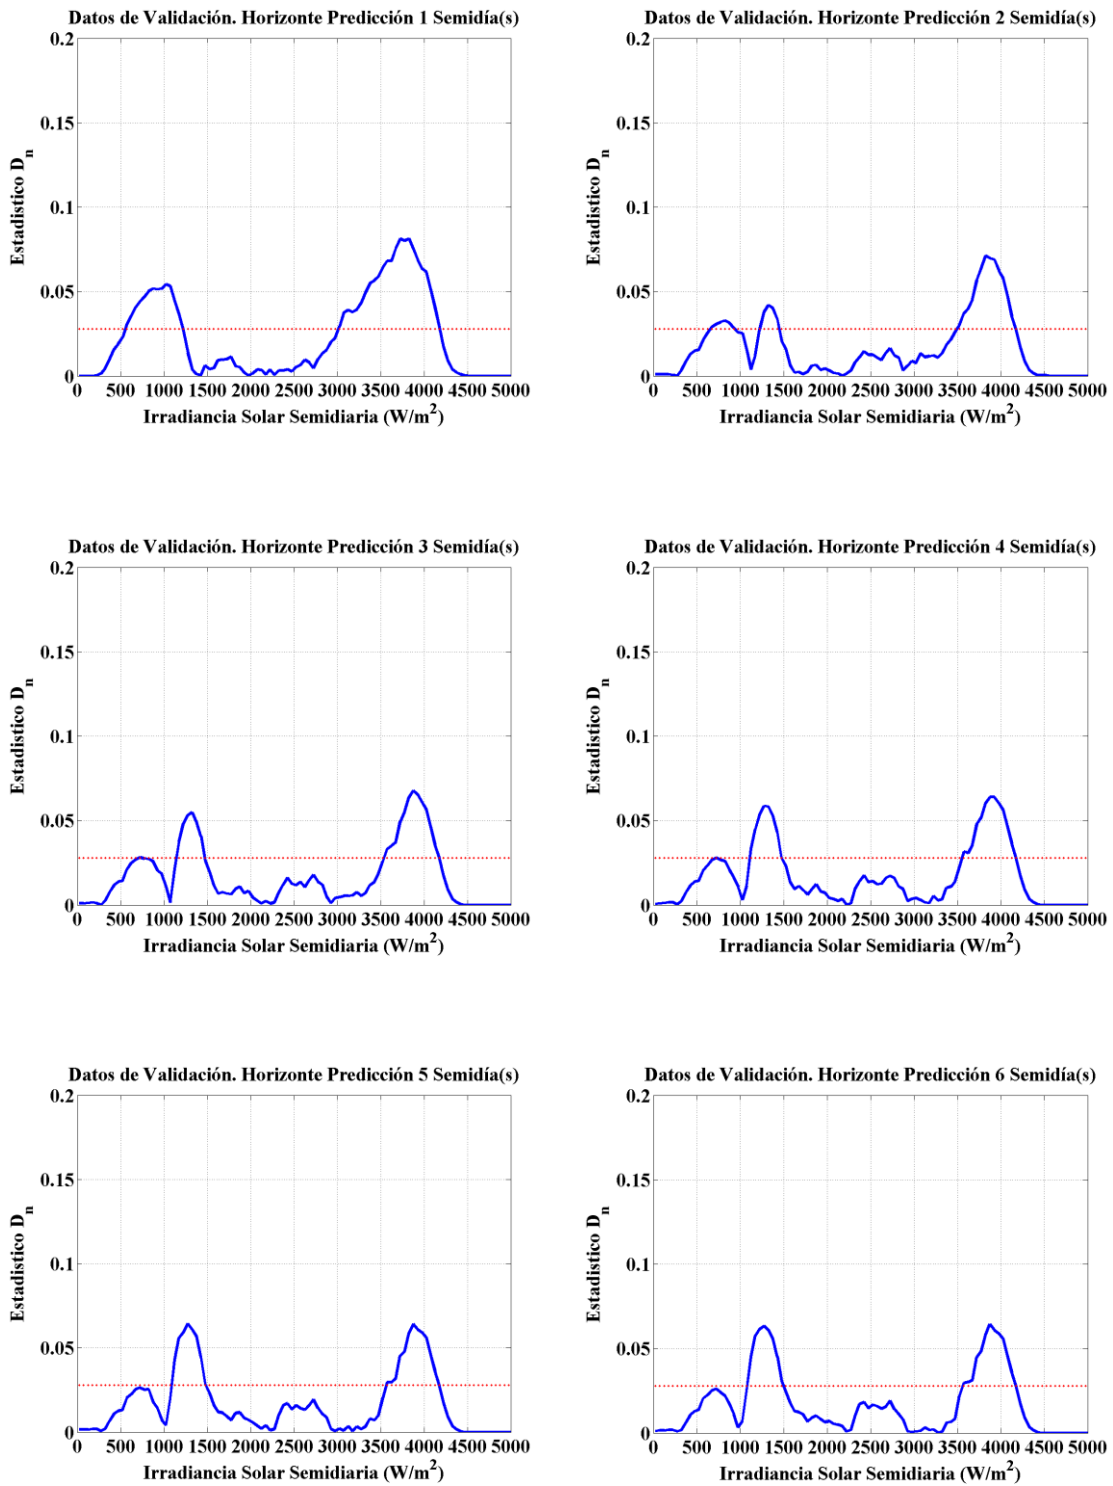 Datos de Validación. Horizonte Predicción 1 Semidía(s)
0.2
0.15
0.1
0.05
0
Estadistico Dn
0 500 1000 1500 2000 2500 3000 3500 4000 4500 5000
Irradiancia Solar Semidiaria (W/m2)
Datos de Validación. Horizonte Predicción 2 Semidía(s)
0.2
0.15
0.1
0.05
0
Estadistico Dn
0 500 1000 1500 2000 2500 3000 3500 4000 4500 5000
Irradiancia Solar Semidiaria (W/m2)
Datos de Validación. Horizonte Predicción 3 Semidía(s)
0.2
0.15
0.1
0.05
0
Estadistico Dn
0 500 1000 1500 2000 2500 3000 3500 4000 4500 5000
Irradiancia Solar Semidiaria (W/m2)
Datos de Validación. Horizonte Predicción 4 Semidía(s)
0.2
0.15
0.1
0.05
0
Estadistico Dn
0 500 1000 1500 2000 2500 3000 3500 4000 4500 5000
Irradiancia Solar Semidiaria (W/m2)
Datos de Validación. Horizonte Predicción 5 Semidía(s)
0.2
0.15
0.1
0.05
0
Estadistico Dn
0 500 1000 1500 2000 2500 3000 3500 4000 4500 5000
Irradiancia Solar Semidiaria (W/m2)
Datos de Validación. Horizonte Predicción 6 Semidía(s)
0.2
0.15
0.1
0.05
0
Estadistico Dn
0 500 1000 1500 2000 2500 3000 3500 4000 4500 5000
Irradiancia Solar Semidiaria (W/m2)